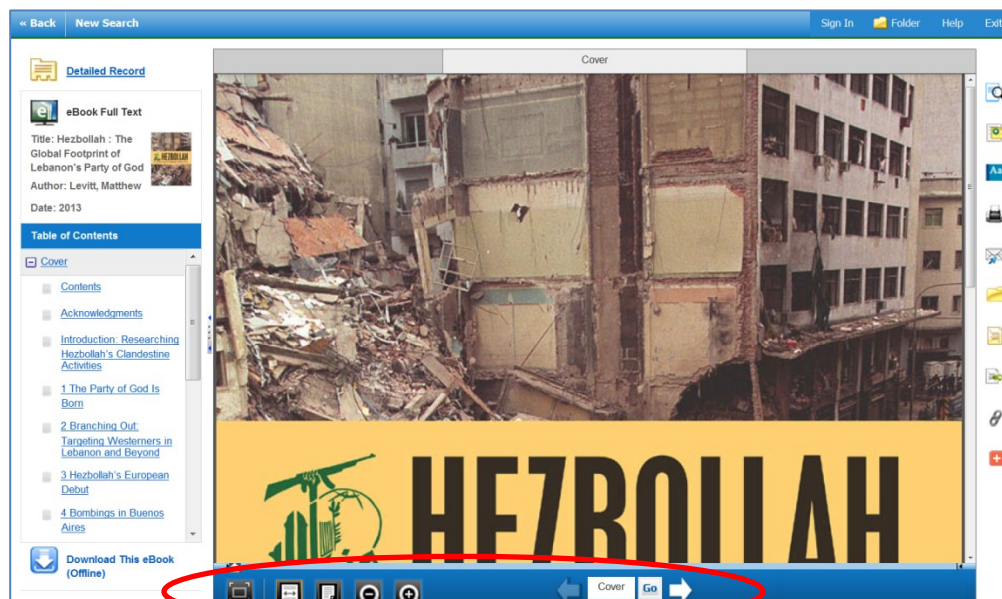 « Back New Search Sign In Folder Help Exit
Detailed Record
eBook Full Text
Title: Hezbollah : The
Global Footprint of
Lebanon's Party of God
Author: Levitt, Matthew
Date: 2013
HEZBOLLAH
Table of Contents
Cover
Contents
Acknowledgments
Introduction: Researching
Hezbollah's Clandestine
Activities
1 The Party of God Is
Born
2 Branching Out:
Targeting Westerners in
Lebanon and Beyond
3 Hezbollah's European
Debut
4 Bombings in Buenos
Aires
Download This eBook
(Offline)
Cover
HEZBOLLAH
Cover Go
Aa